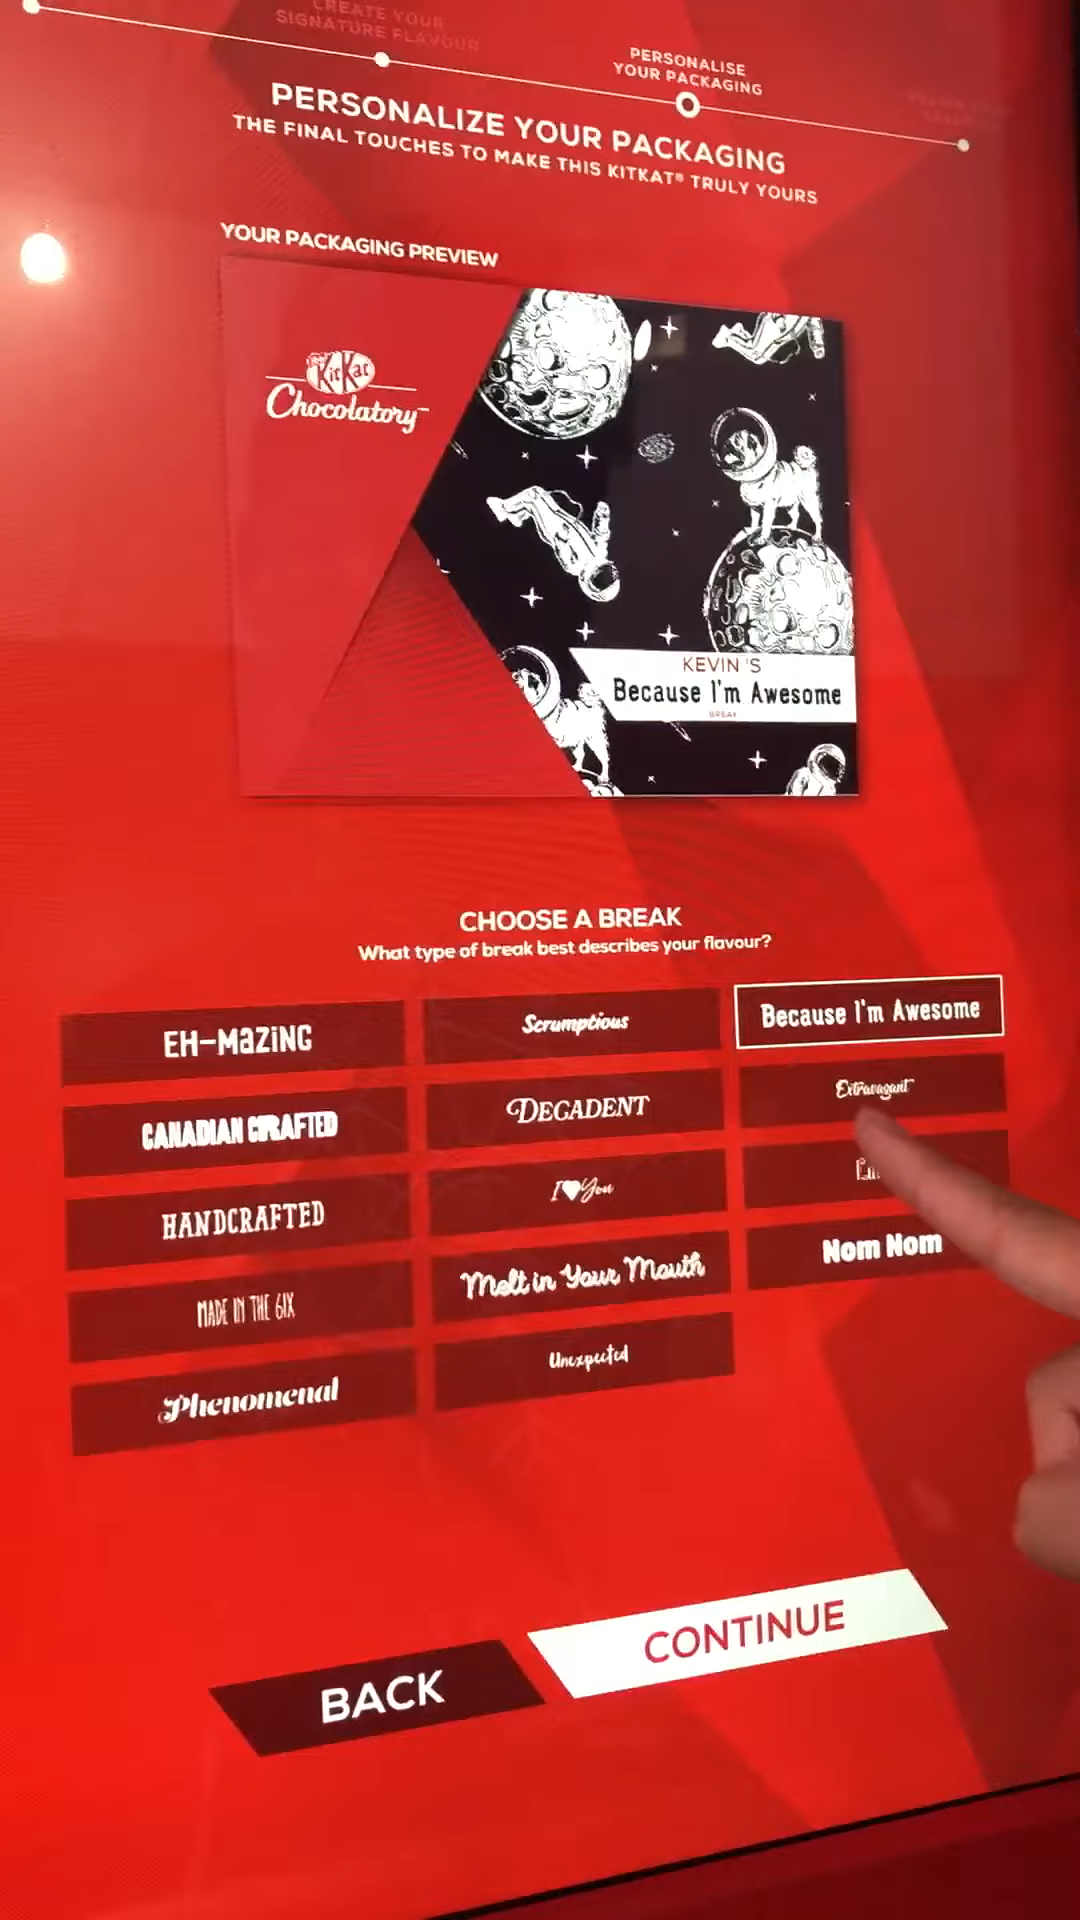 CREATE YOUR
SIGNATURE FLAVOUR
PERSONALISE
YOUR PACKAGING
PERSONALIZE YOUR PACKAGING
THE FINAL TOUCHES TO MAKE THIS KITKAT® TRULY YOURS
YOUR PACKAGING PREVIEW
KitKat
Chocolatory™
KEVIN 'S
Because I'm Awesome
BREAK
CHOOSE A BREAK
What type of break best describes your flavour?
EH-MaZiNG
Scrumptious
Because I'm Awesome
CANADIAN CRAFTED
DECADENT
Extravagant
HANDCRAFTED
I♥You
MADE IN THE 6IX
Melt in Your Mouth
Nom Nom
Phenomenal
Unexpected
BACK
CONTINUE